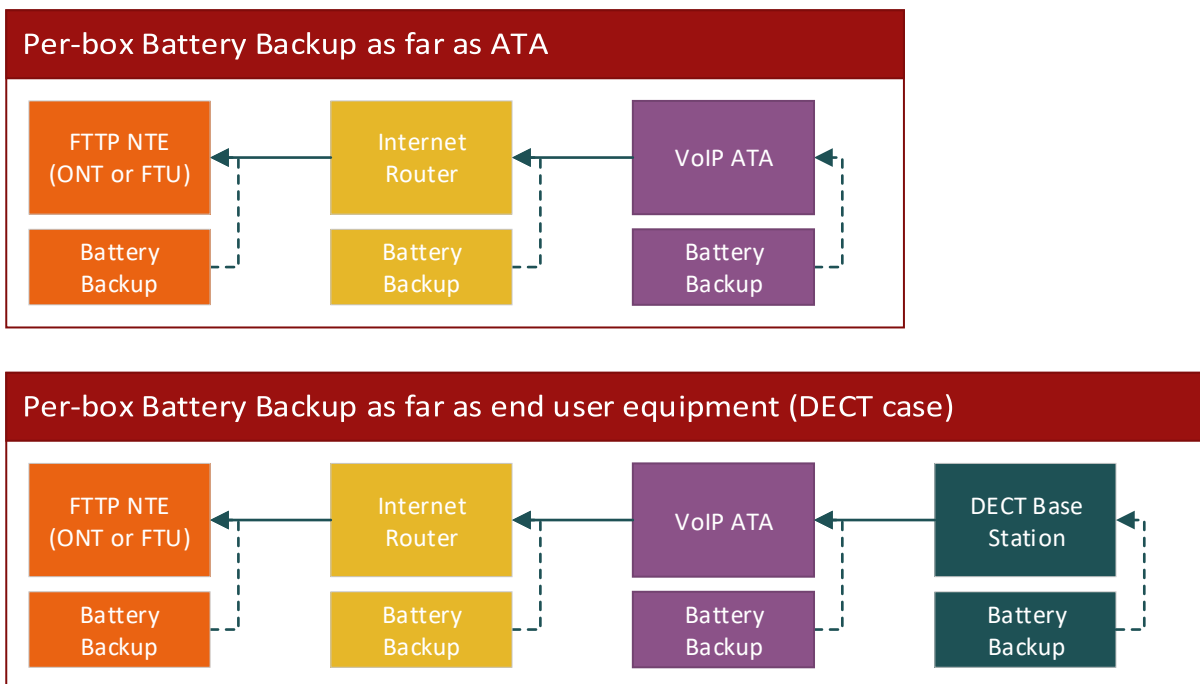 Per-box Battery Backup as far as ATA
FTTP NTE
(ONT or FTU)
Internet
Router
VoIP ATA
Battery
Backup
Battery
Backup
Battery
Backup
Per-box Battery Backup as far as end user equipment (DECT case)
FTTP NTE
(ONT or FTU)
Internet
Router
VoIP ATA
DECT Base
Station
Battery
Backup
Battery
Backup
Battery
Backup
Battery
Backup